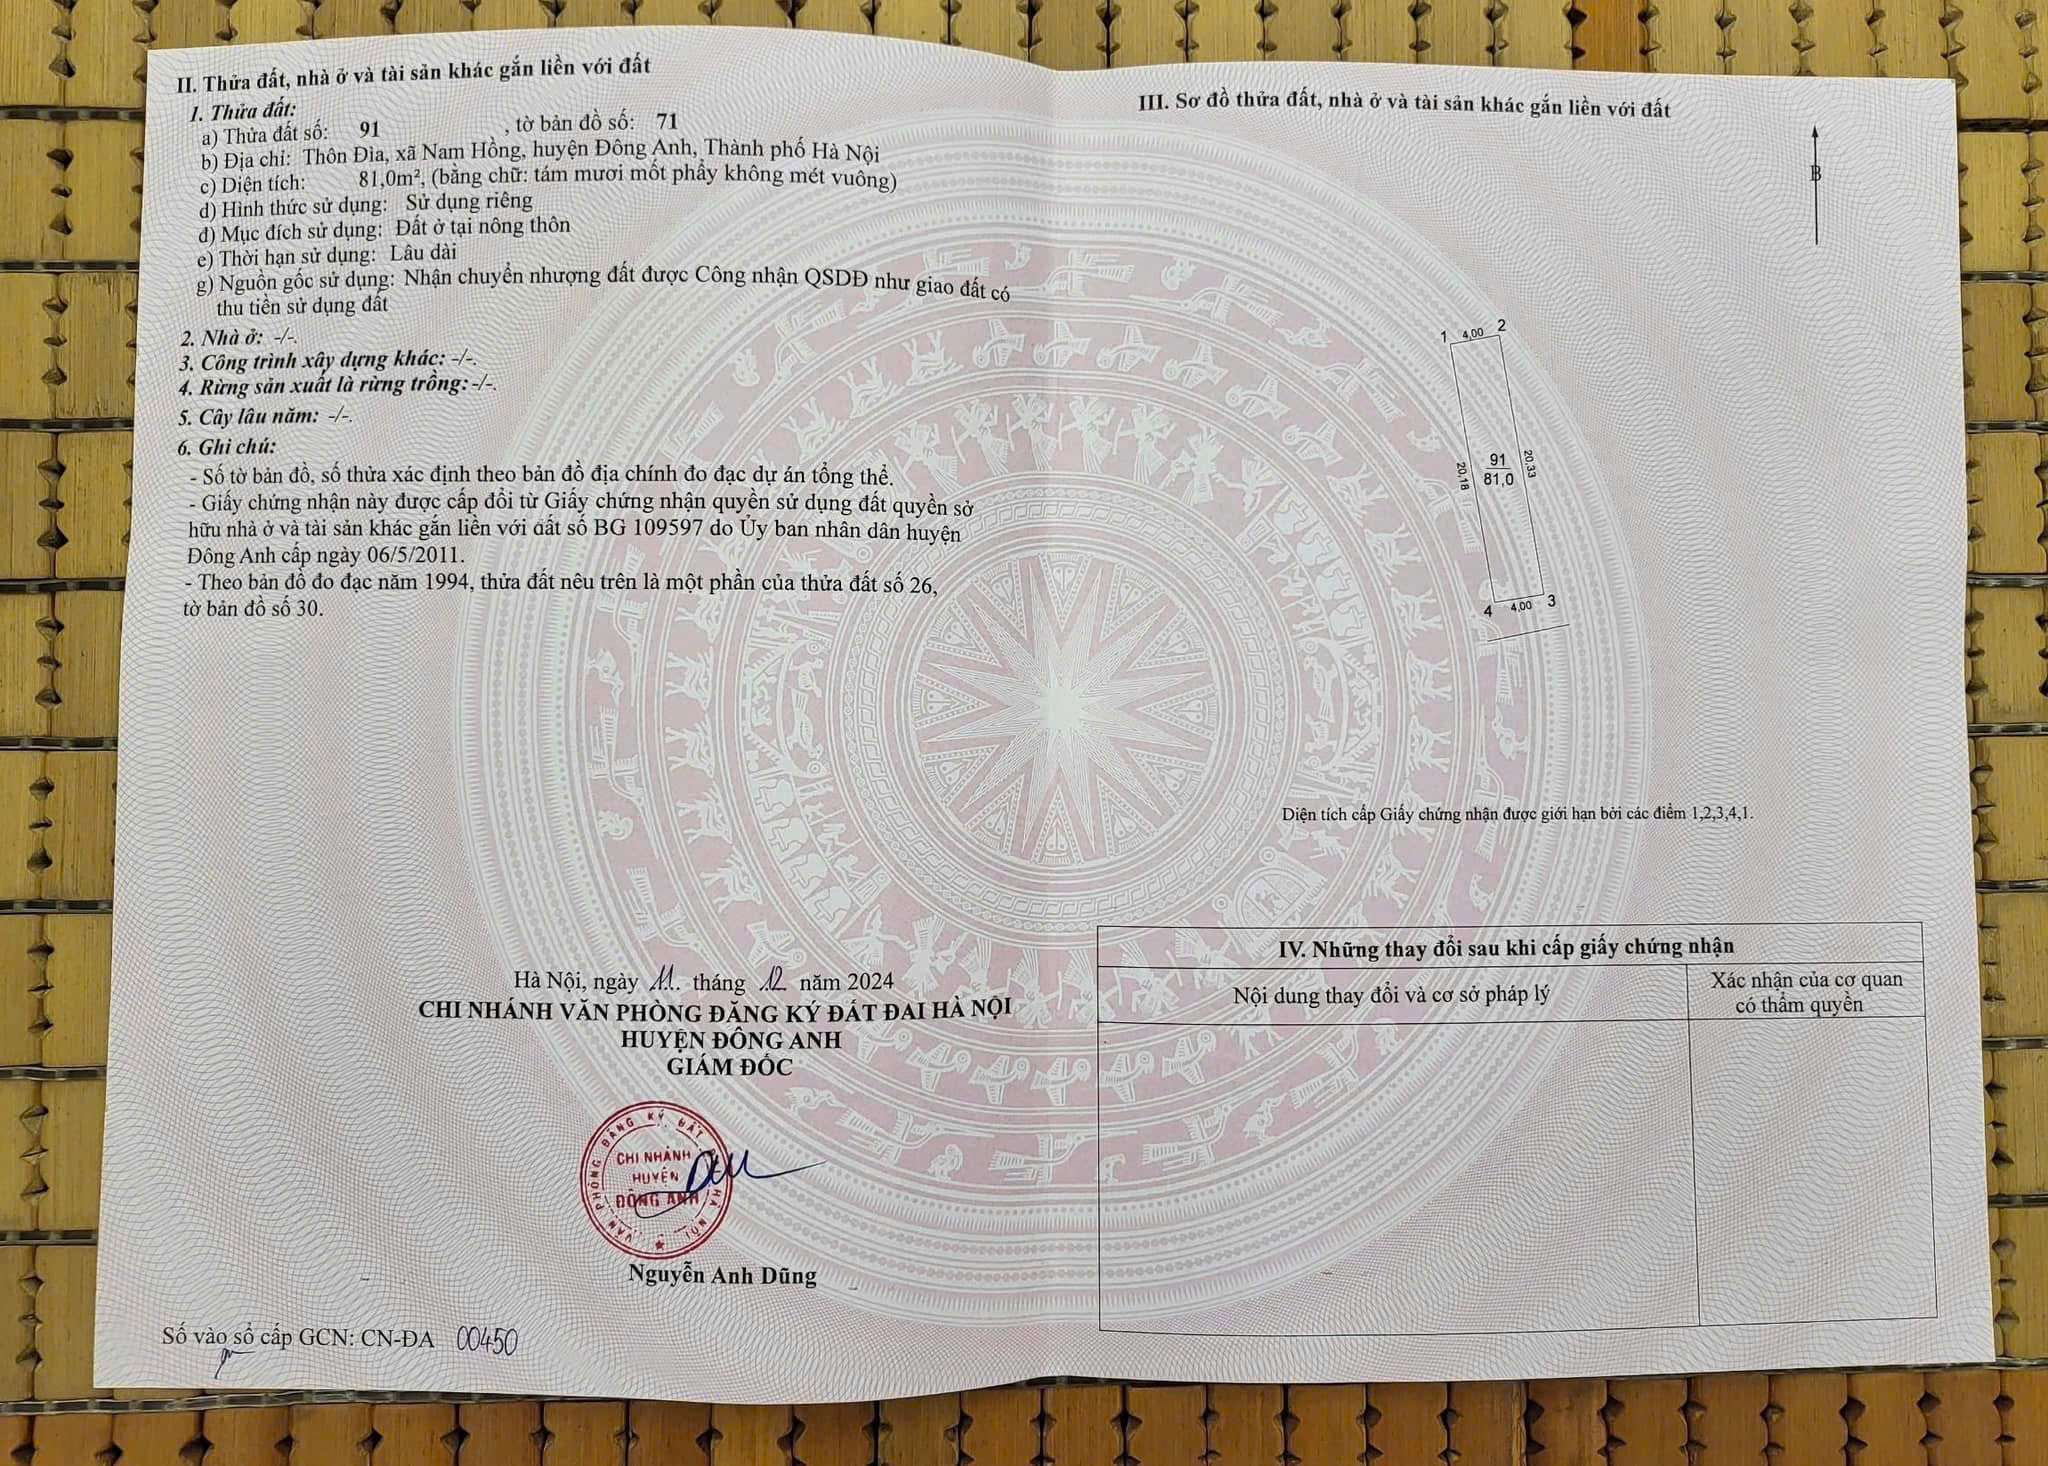 II. Thửa đất, nhà ở và tài sản khác gắn liền với đất
1. Thửa đất:
a) Thửa đất số: 91 , tờ bản đồ số: 71
b) Địa chỉ: Thôn Đìa, xã Nam Hồng, huyện Đông Anh, Thành phố Hà Nội
c) Diện tích: 81,0m², (bằng chữ: tám mươi mốt phẩy không mét vuông)
d) Hình thức sử dụng: Sử dụng riêng
đ) Mục đích sử dụng: Đất ở tại nông thôn
e) Thời hạn sử dụng: Lâu dài
g) Nguồn gốc sử dụng: Nhận chuyển nhượng đất được Công nhận QSDĐ như giao đất có
thu tiền sử dụng đất
2. Nhà ở: -/-.
3. Công trình xây dựng khác: -/-.
4. Rừng sản xuất là rừng trồng: -/-.
5. Cây lâu năm: -/-.
6. Ghi chú:
- Số tờ bản đồ, số thửa xác định theo bản đồ địa chính đo đạc dự án tổng thể.
- Giấy chứng nhận này được cấp đổi từ Giấy chứng nhận quyền sử dụng đất quyền sở
hữu nhà ở và tài sản khác gắn liền với đất số BG 109597 do Ủy ban nhân dân huyện
Đông Anh cấp ngày 06/5/2011.
- Theo bản đồ đo đạc năm 1994, thửa đất nêu trên là một phần của thửa đất số 26,
tờ bản đồ số 30.
Hà Nội, ngày 11. tháng 12 năm 2024
CHI NHÁNH VĂN PHÒNG ĐĂNG KÝ ĐẤT ĐAI HÀ NỘI
HUYỆN ĐÔNG ANH
GIÁM ĐỐC
VĂN PHÒNG ĐĂNG KÝ ĐẤT HÀ NỘI
CHI NHÁNH
HUYỆN
ĐÔNG ANH
Nguyễn Anh Dũng
Số vào sổ cấp GCN: CN-ĐA 00450
III. Sơ đồ thửa đất, nhà ở và tài sản khác gắn liền với đất
B
1 4,00 2
20,18
91
81,0
20,33
4 4,00 3
Diện tích cấp Giấy chứng nhận được giới hạn bởi các điểm 1,2,3,4,1.
IV. Những thay đổi sau khi cấp giấy chứng nhận
Nội dung thay đổi và cơ sở pháp lý
Xác nhận của cơ quan
có thẩm quyền